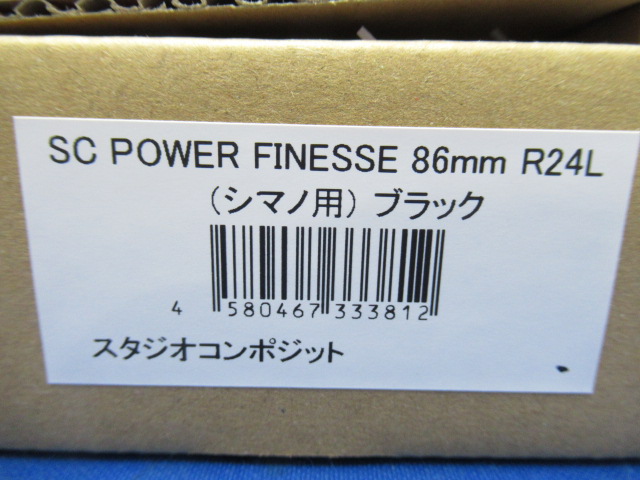 SC POWER FINESSE 86mm R24L
(シマノ用) ブラック
4 580467 333812
スタジオコンポジット